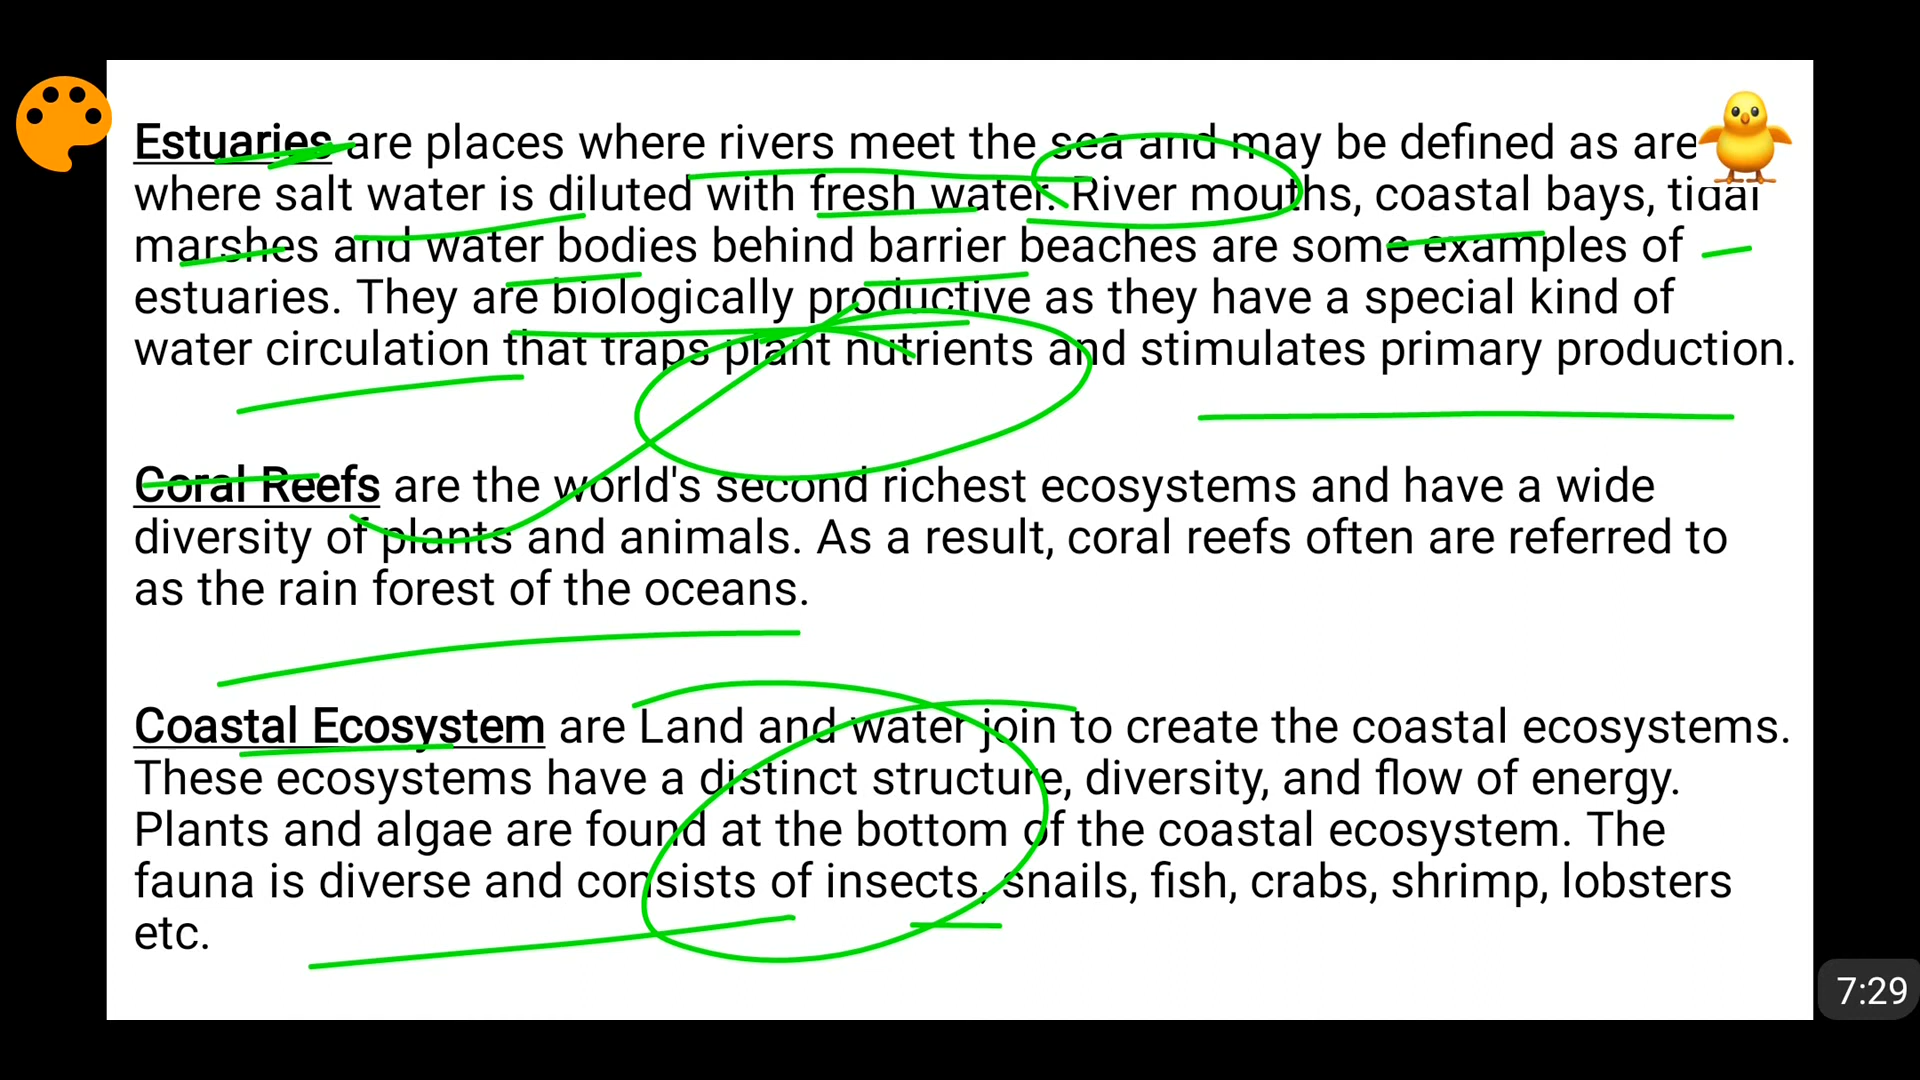 Estuaries are places where rivers meet the sea and may be defined as are
where salt water is diluted with fresh water. River mouths, coastal bays, tidal
marshes and water bodies behind barrier beaches are some examples of
estuaries. They are biologically productive as they have a special kind of
water circulation that traps plant nutrients and stimulates primary production.
Coral Reefs are the world's second richest ecosystems and have a wide
diversity of plants and animals. As a result, coral reefs often are referred to
as the rain forest of the oceans.
Coastal Ecosystem are Land and water join to create the coastal ecosystems.
These ecosystems have a distinct structure, diversity, and flow of energy.
Plants and algae are found at the bottom of the coastal ecosystem. The
fauna is diverse and consists of insects, snails, fish, crabs, shrimp, lobsters
etc.
7:29